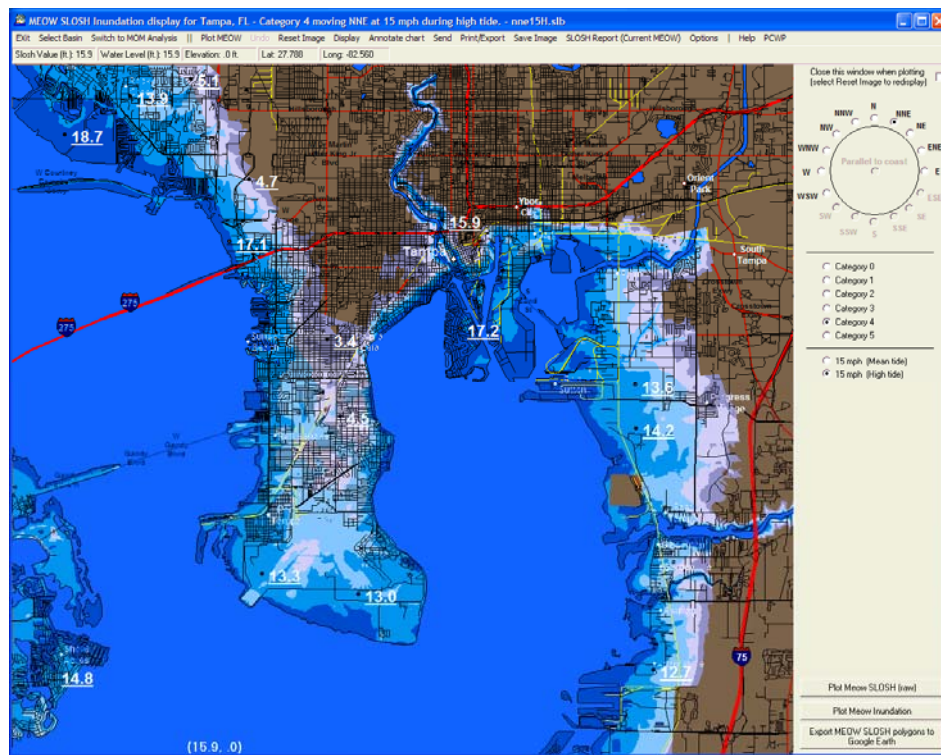 MEOW SLOSH Inundation display for Tampa, FL - Category 4 moving NNE at 15 mph during high tide. - nne15H.slb
Exit Select Basin Switch to MOM Analysis || Plot MEOW Undo Reset Image Display Annotate chart Send Print/Export Save Image SLOSH Report (Current MEOW) Options | Help PCWP
Slosh Value (ft.): 15.9 Water Level (ft): 15.9 Elevation: .0 ft. Lat: 27.788 Long: -82.560
Close this window when plotting
(select Reset Image to redisplay)
N
NNW NNE
NW NE
WNW ENE
Parallel to coast
W E
WSW ESE
SW SE
SSW SSE
S
Category 0
Category 1
Category 2
Category 3
Category 4
Category 5
15 mph (Mean tide)
15 mph (High tide)
Plot Meow SLOSH (raw)
Plot Meow Inundation
Export MEOW SLOSH polygons to
Google Earth
13.9
18.7
4.7
Orient
Park
Ybor
15.9
17.1
Tampa
South
Tampa
275
275
17.2
3.4
13.6
4.5
14.2
W
Gandy
Blvd
13.3
13.0
75
12.7
14.8
(15.9, .0)